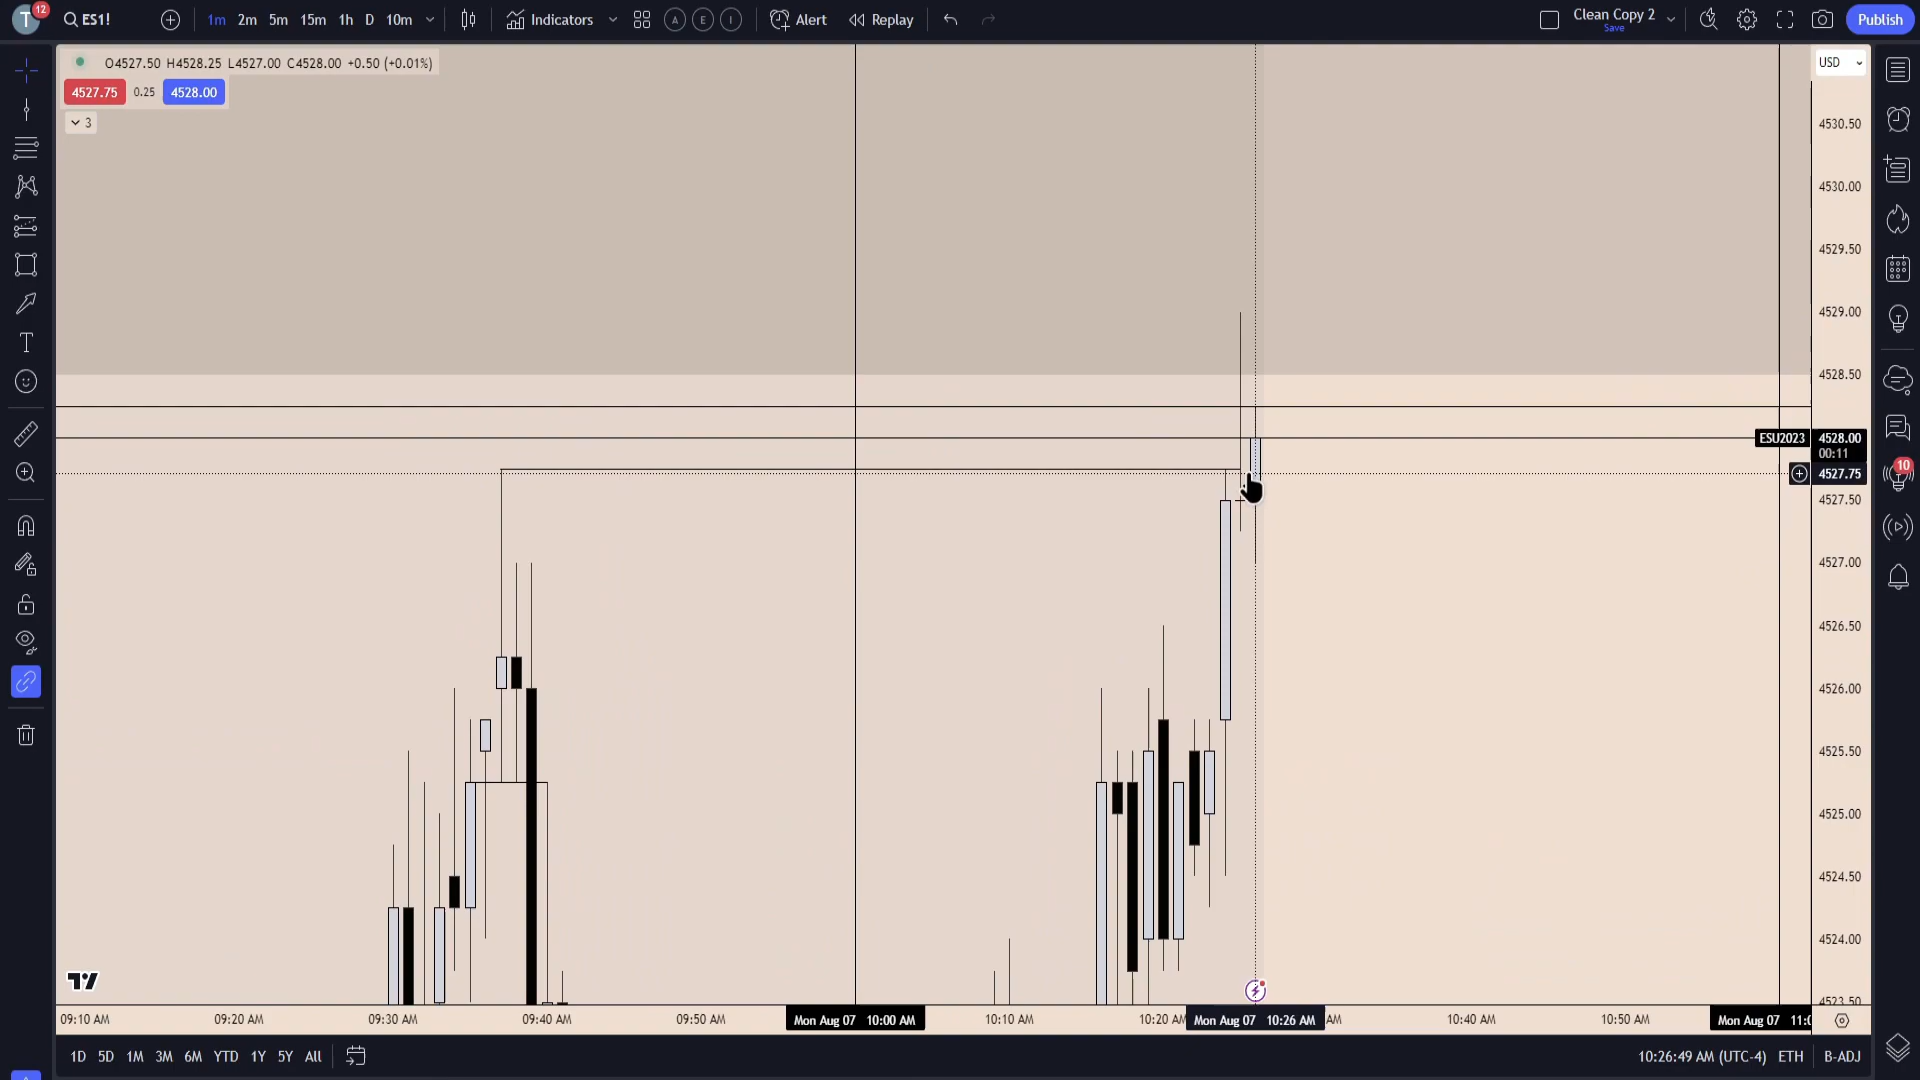 T 12 ES1! 1m 2m 5m 15m 1h D 10m Indicators A E I Alert Replay Clean Copy 2 Publish
Save
O4527.50 H4528.25 L4527.00 C4528.00 +0.50 (+0.01%)
USD
4527.75 0.25 4528.00
3
4530.50
4530.00
4529.50
4529.00
4528.50
ESU2023 4528.00
00:11
4527.75
10
4527.50
4527.00
4526.50
4526.00
4525.50
4525.00
4524.50
4524.00
4523.50
09:10 AM 09:20 AM 09:30 AM 09:40 AM 09:50 AM Mon Aug 07 10:00 AM 10:10 AM 10:20 AM Mon Aug 07 10:26 AM AM 10:40 AM 10:50 AM Mon Aug 07 11:0
1D 5D 1M 3M 6M YTD 1Y 5Y All 10:26:49 AM (UTC-4) ETH B-ADJ